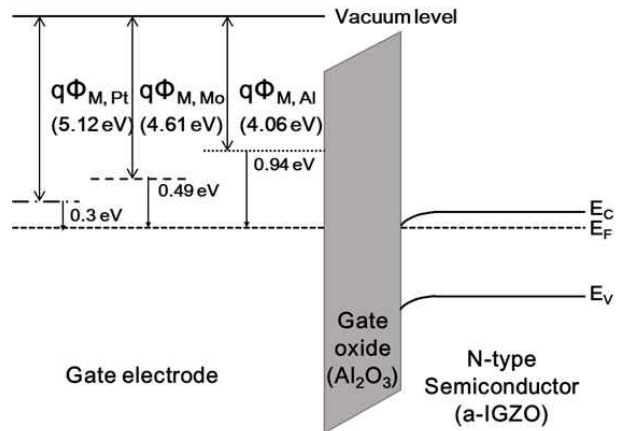 Vacuum level
qΦM, Pt qΦM, Mo qΦM, Al
(5.12 eV) (4.61 eV) (4.06 eV)
0.94 eV
0.49 eV
0.3 eV
EC
EF
EV
Gate
oxide
(Al2O3)
Gate electrode
N-type
Semiconductor
(a-IGZO)